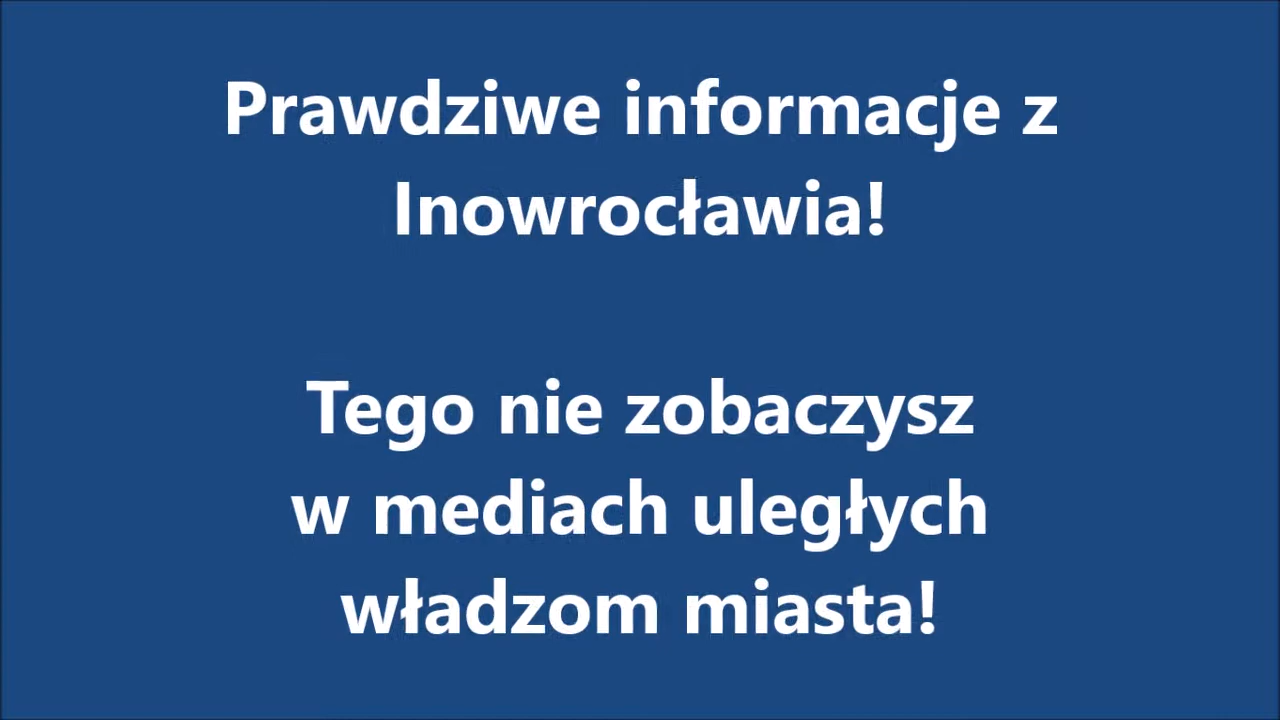 Prawdziwe informacje z
Inowrocławia!
Tego nie zobaczysz
w mediach uległych
władzom miasta!